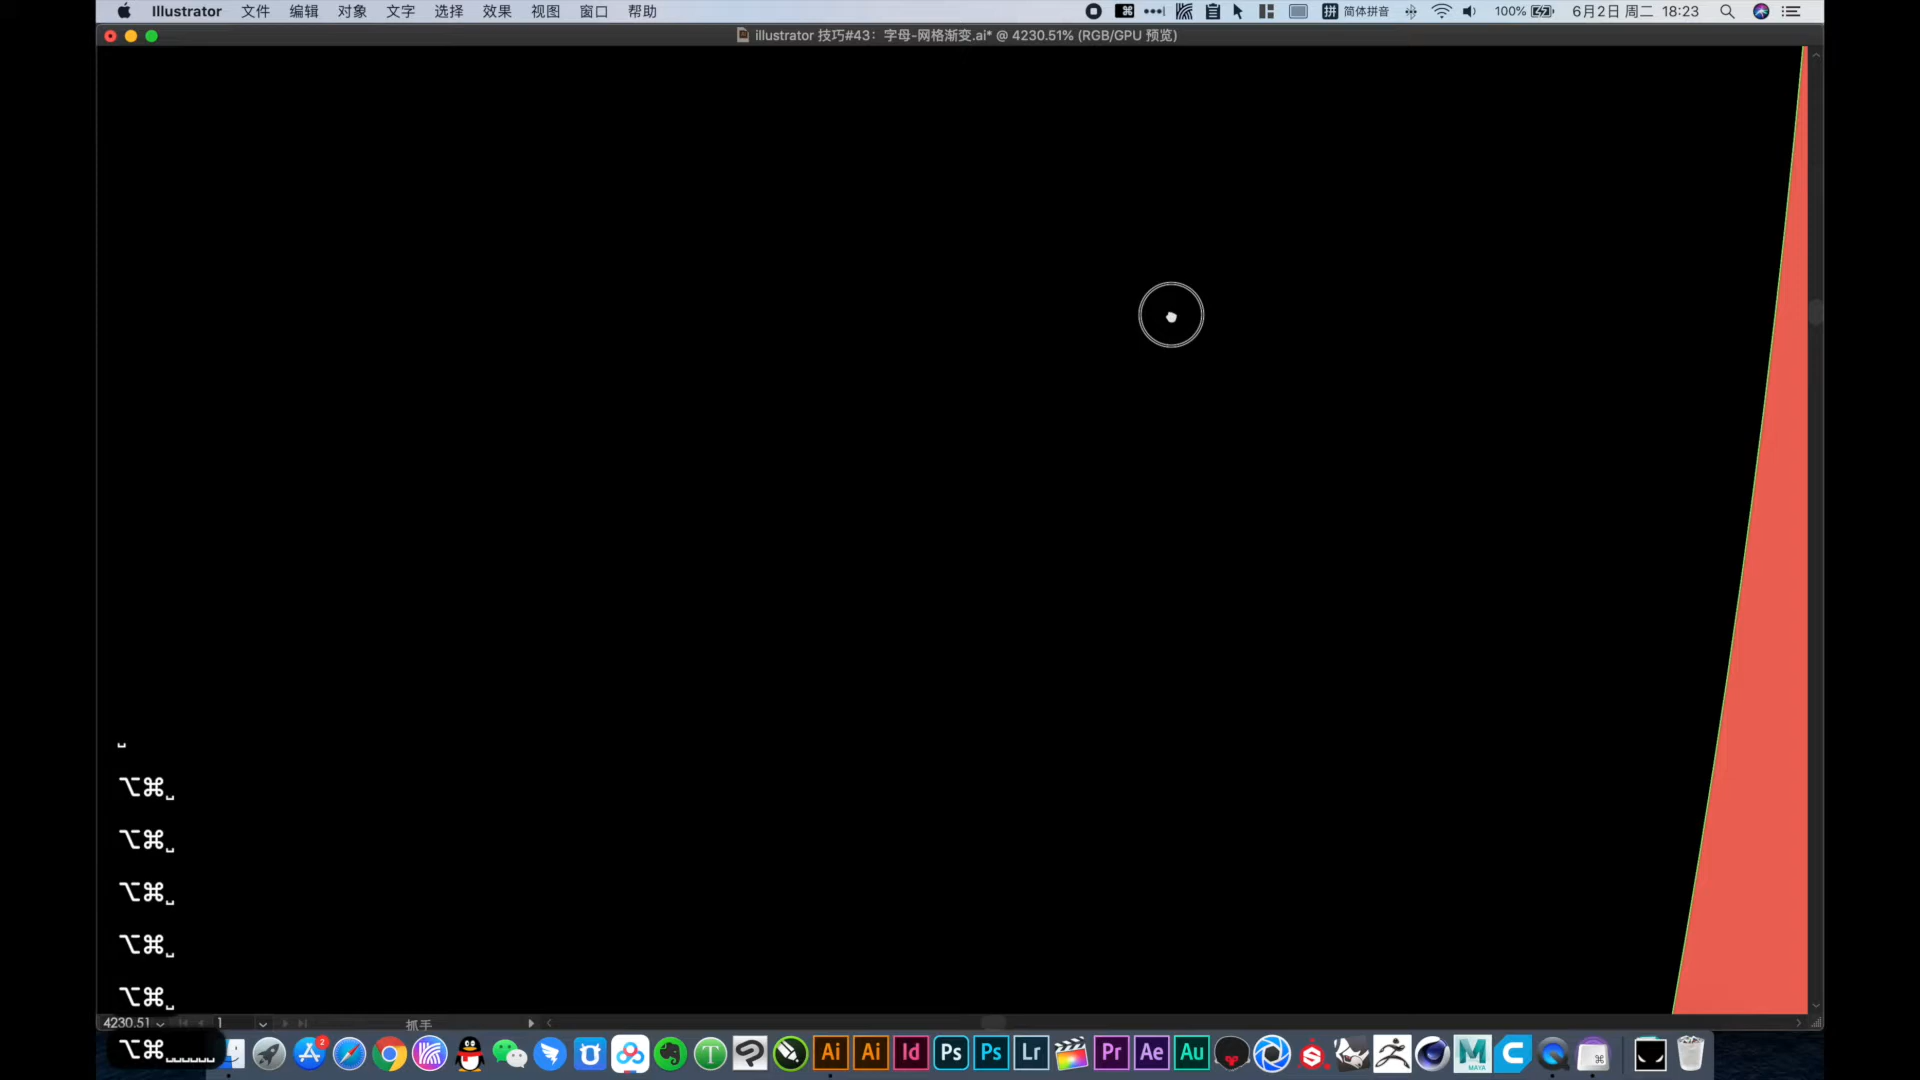 Illustrator 文件 编辑 对象 文字 选择 效果 视图 窗口 帮助 拼 简体拼音 100% 6月2日 周二 18:23
illustrator 技巧#43：字母-网格渐变.ai* @ 4230.51% (RGB/GPU 预览)
␣
⌥⌘␣
⌥⌘␣
⌥⌘␣
⌥⌘␣
⌥⌘␣
4230.51 1 抓手
⌥⌘␣␣␣␣␣␣
2 T Ai Ai Id Ps Ps Lr Pr Ae Au S M MAYA C ⌘